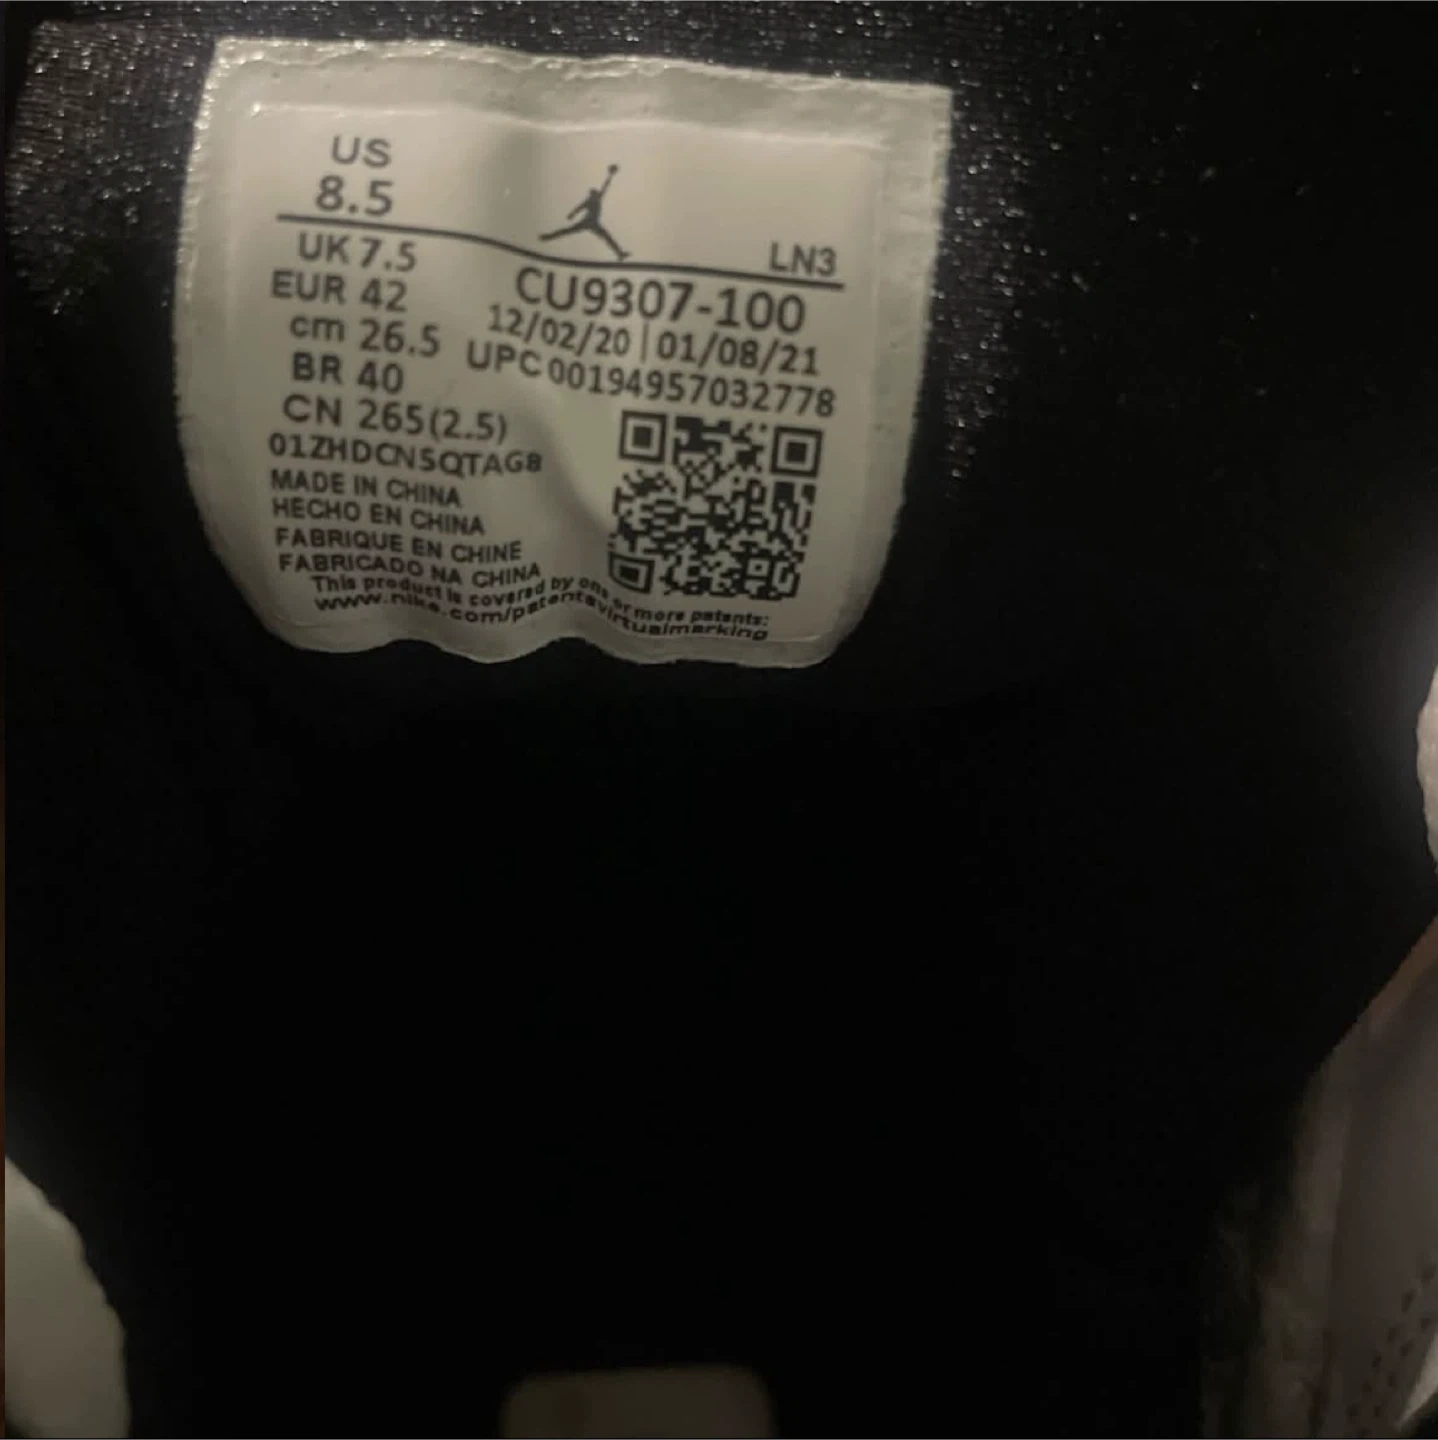 US
8.5
LN3
UK 7.5
CU9307-100
EUR 42
12/02/20 | 01/08/21
cm 26.5
UPC 00194957032778
BR 40
CN 265(2.5)
01ZHDCN5QTAG8
MADE IN CHINA
HECHO EN CHINA
FABRIQUE EN CHINE
FABRICADO NA CHINA
This product is covered by one or more patents:
www.nike.com/patentsvirtualmarking